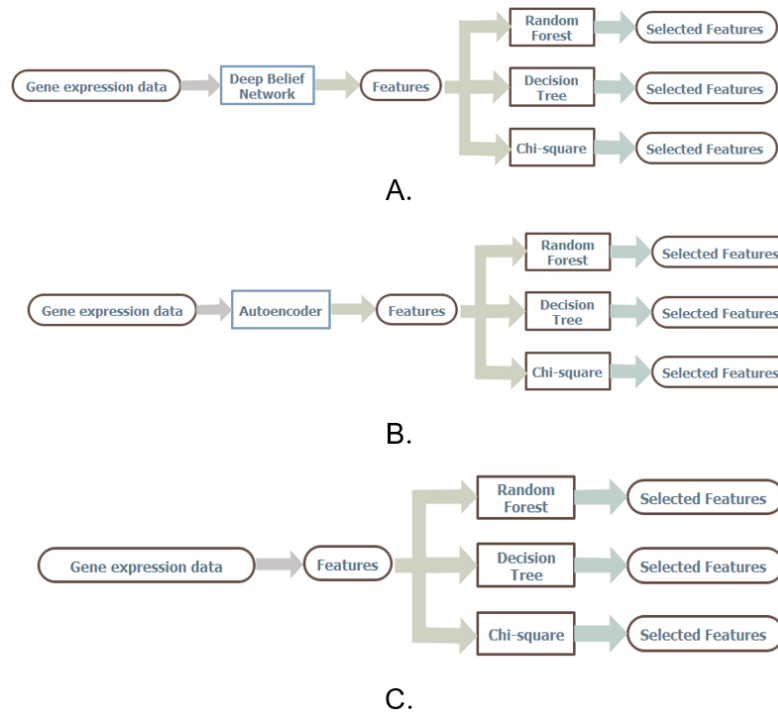 Random
Forest
Selected Features
Gene expression data
Deep Belief
Network
Features
Decision
Tree
Selected Features
Chi-square
Selected Features
A.
Random
Forest
Selected Features
Gene expression data
Autoencoder
Features
Decision
Tree
Selected Features
Chi-square
Selected Features
B.
Random
Forest
Selected Features
Gene expression data
Features
Decision
Tree
Selected Features
Chi-square
Selected Features
C.